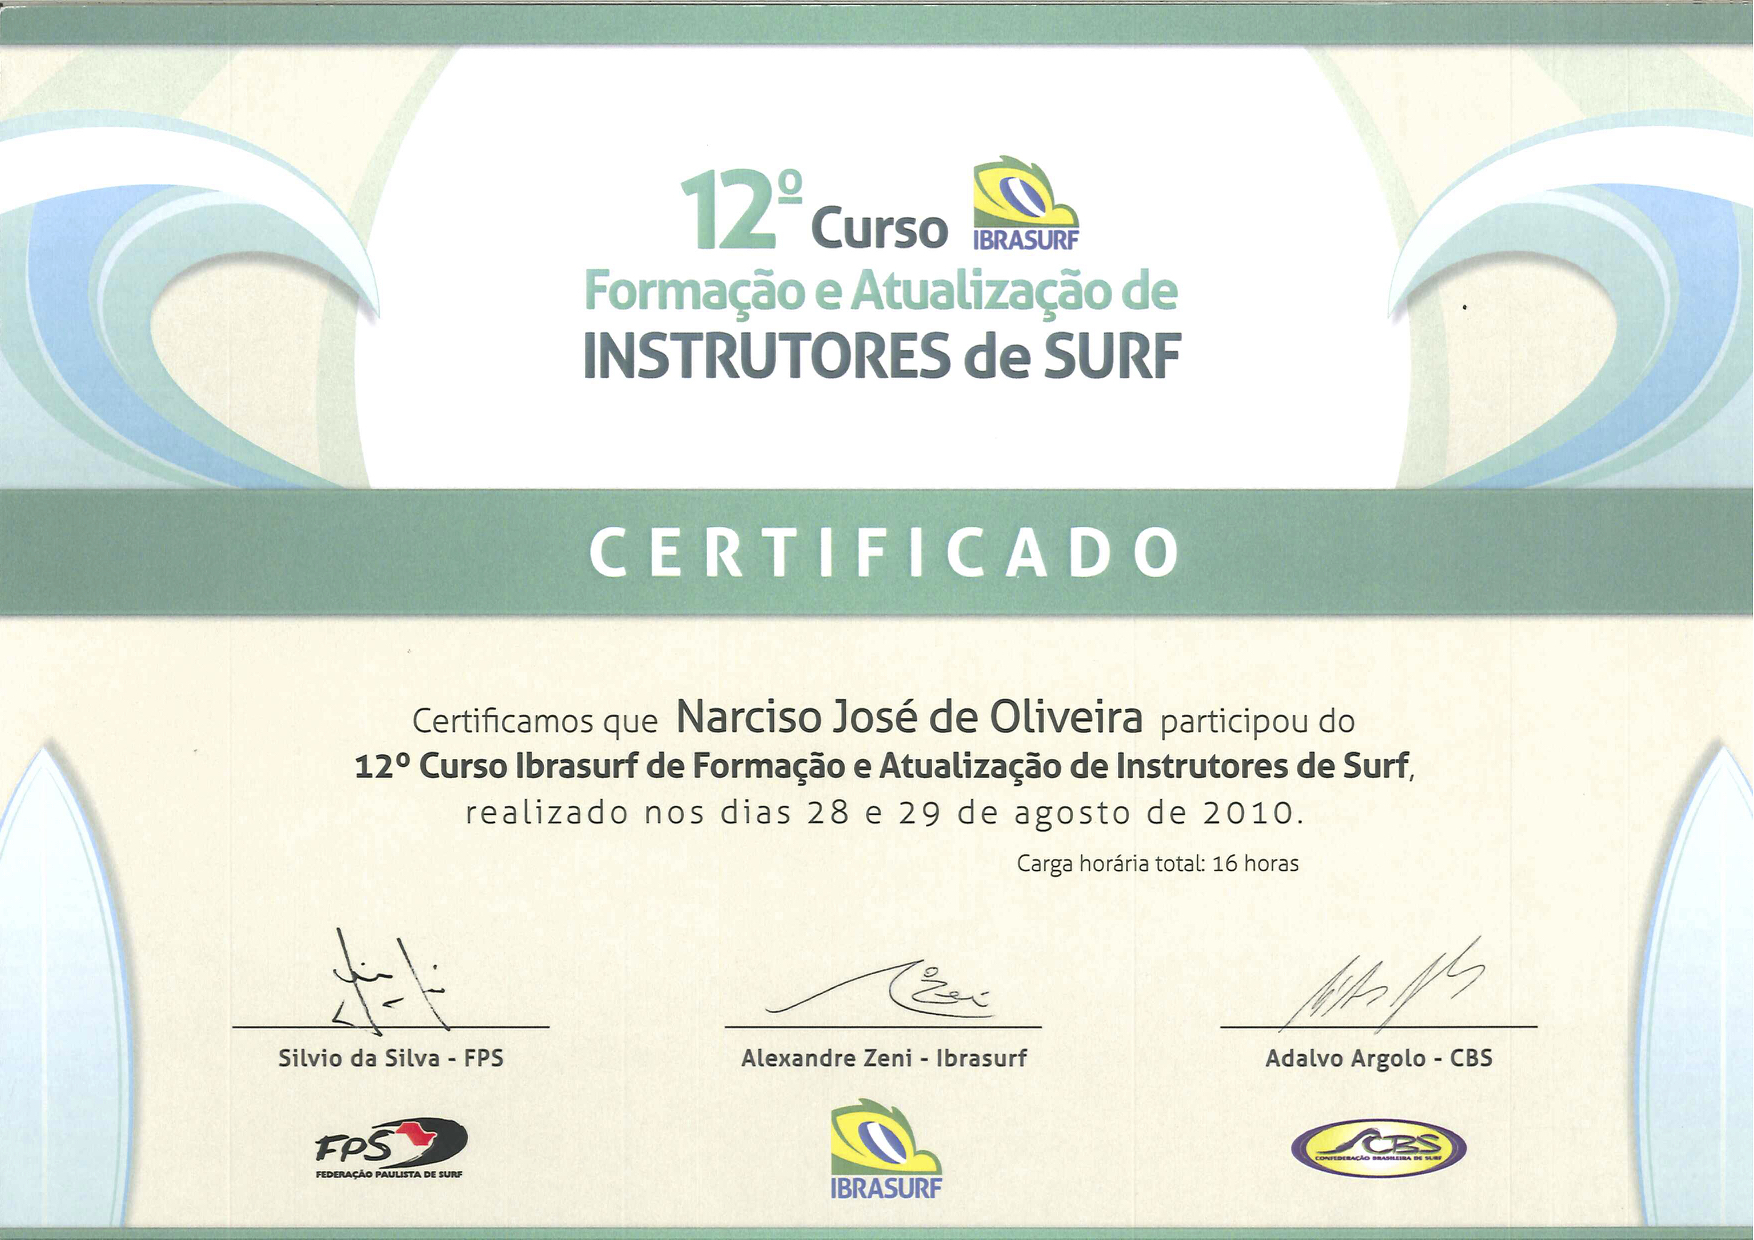 12º Curso IBRASURF
Formação e Atualização de
INSTRUTORES de SURF
CERTIFICADO
Certificamos que Narciso José de Oliveira participou do
12º Curso Ibrasurf de Formação e Atualização de Instrutores de Surf,
realizado nos dias 28 e 29 de agosto de 2010.
Carga horária total: 16 horas
Silvio da Silva - FPS
Alexandre Zeni - Ibrasurf
Adalvo Argolo - CBS
FPS
FEDERAÇÃO PAULISTA DE SURF
IBRASURF
CBS
CONFEDERAÇÃO BRASILEIRA DE SURF